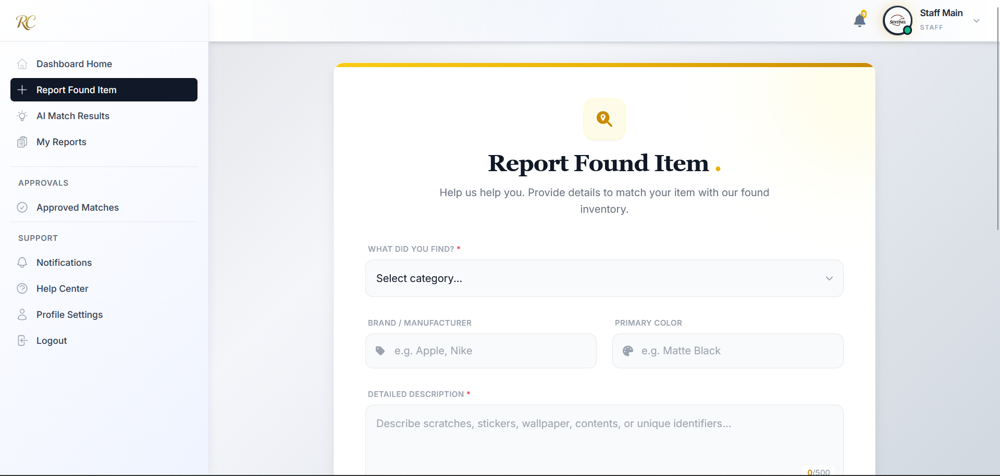 RC
9
SENTINEL
Staff Main
STAFF
Dashboard Home
Report Found Item
AI Match Results
My Reports
APPROVALS
Approved Matches
SUPPORT
Notifications
Help Center
Profile Settings
Logout
Report Found Item .
Help us help you. Provide details to match your item with our found
inventory.
WHAT DID YOU FIND? *
Select category...
BRAND / MANUFACTURER
PRIMARY COLOR
e.g. Apple, Nike
e.g. Matte Black
DETAILED DESCRIPTION *
Describe scratches, stickers, wallpaper, contents, or unique identifiers...
0/500